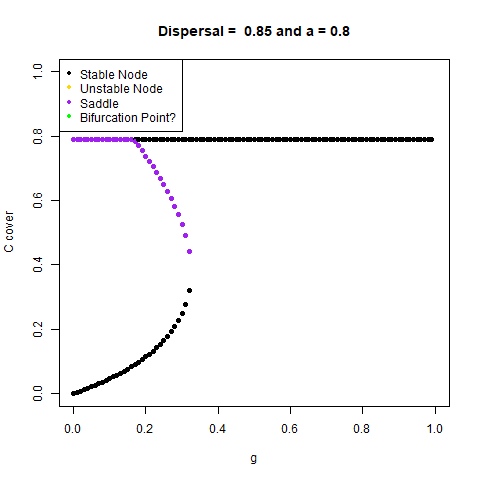 Dispersal =  0.85 and a = 0.8
Stable Node
Unstable Node
Saddle
Bifurcation Point?
C cover
1.0
0.8
0.6
0.4
0.2
0.0
0.0 0.2 0.4 0.6 0.8 1.0
g